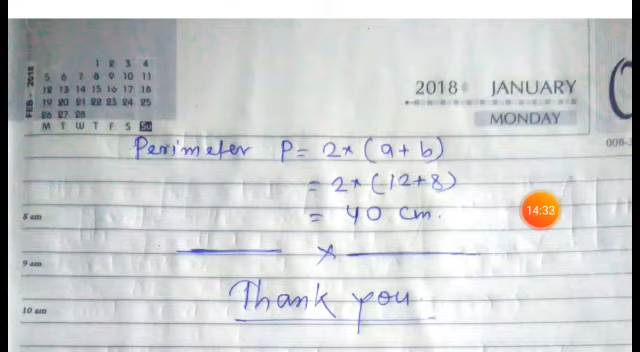 FEB - 2018
1 2 3 4
5 6 7 8 9 10 11
12 13 14 15 16 17 18
19 20 21 22 23 24 25
26 27 28
M T W T F S Su
2018 JANUARY
MONDAY
008-
Perimeter P = 2 * (a + b)
= 2 * (12 + 8)
= 40 cm.
8 am
14:33
x
9 am
Thank you.
10 am